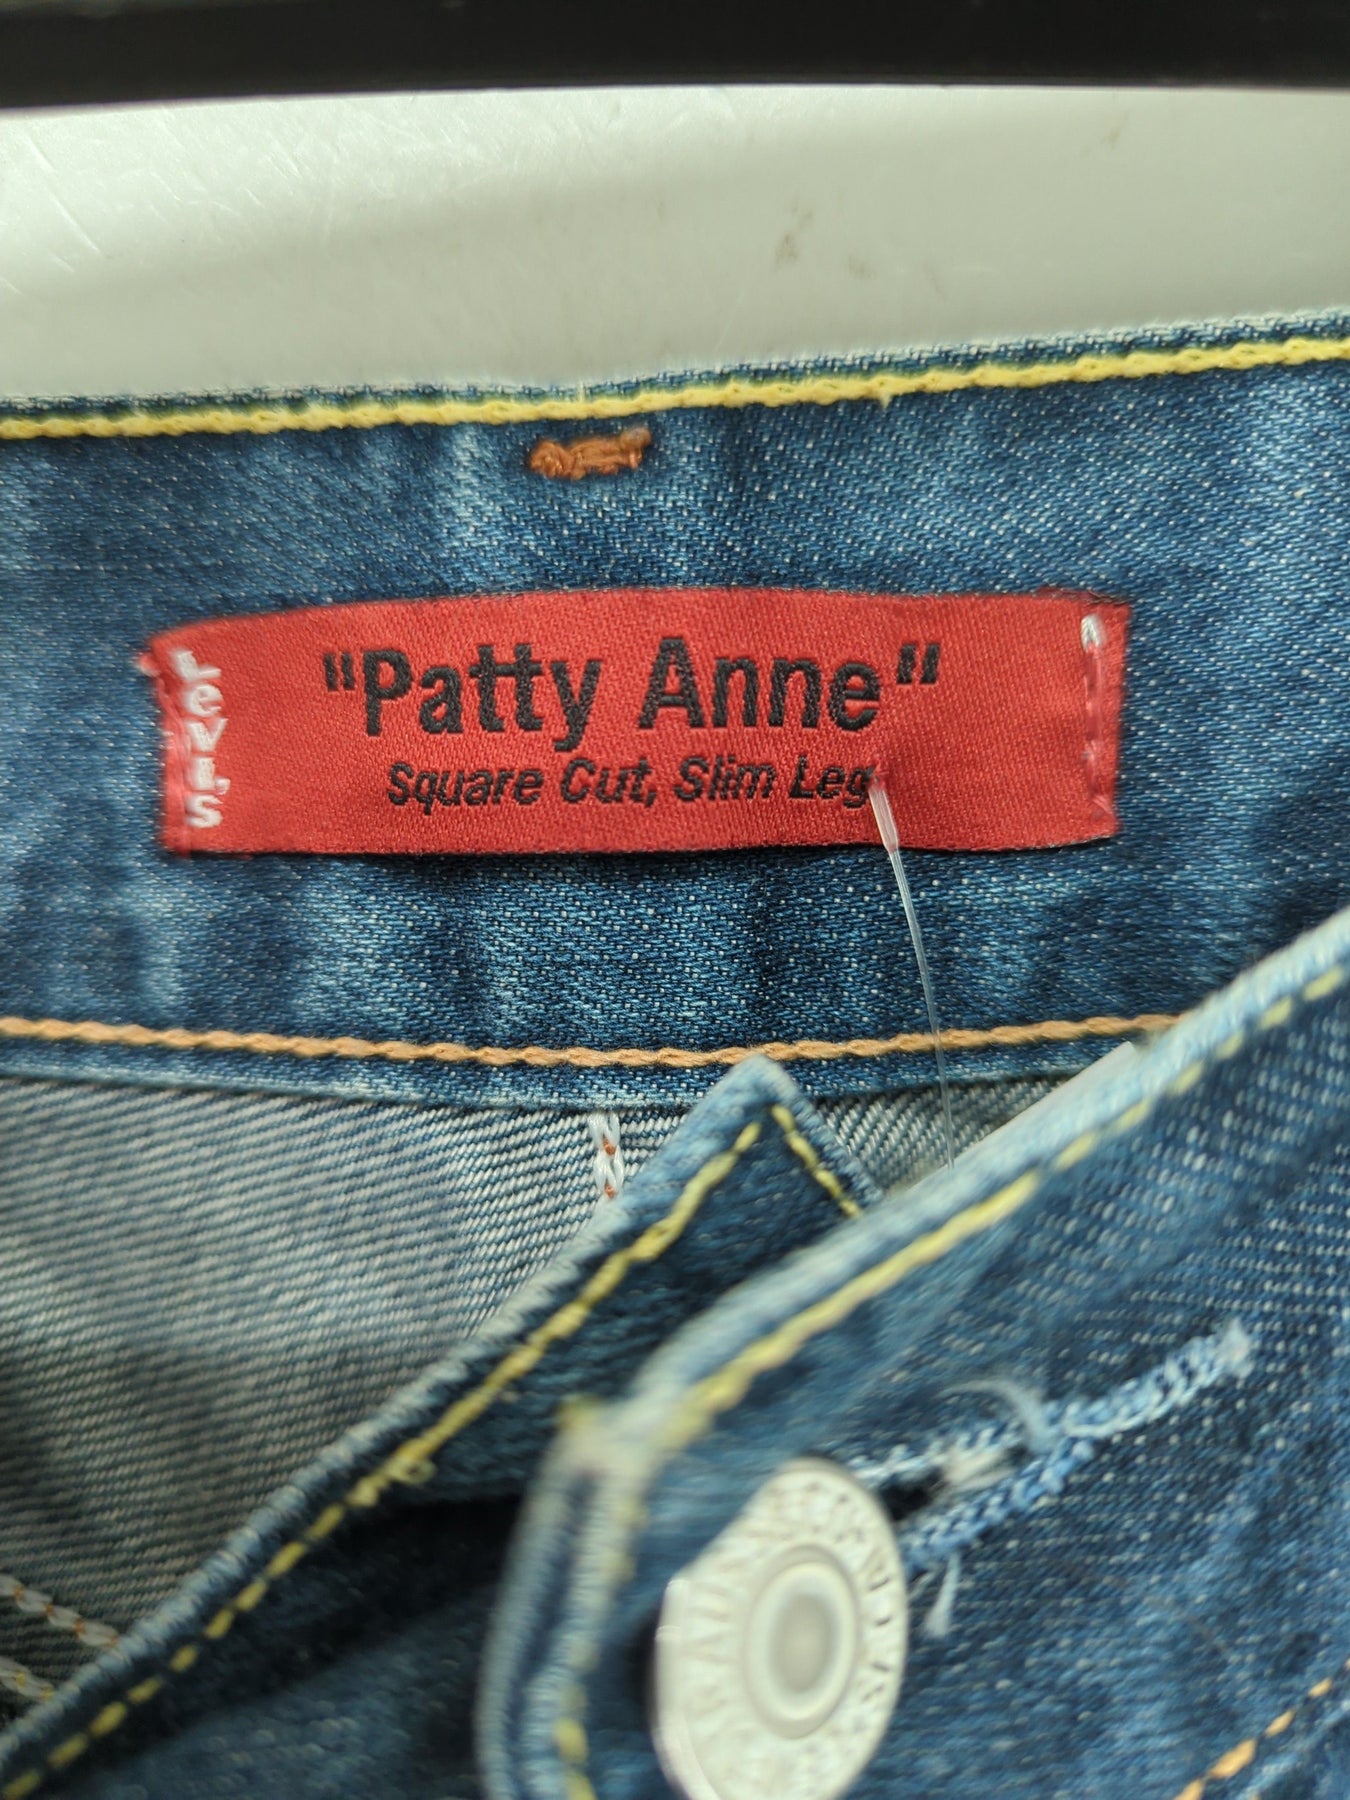 Levi's
"Patty Anne"
Square Cut, Slim Leg